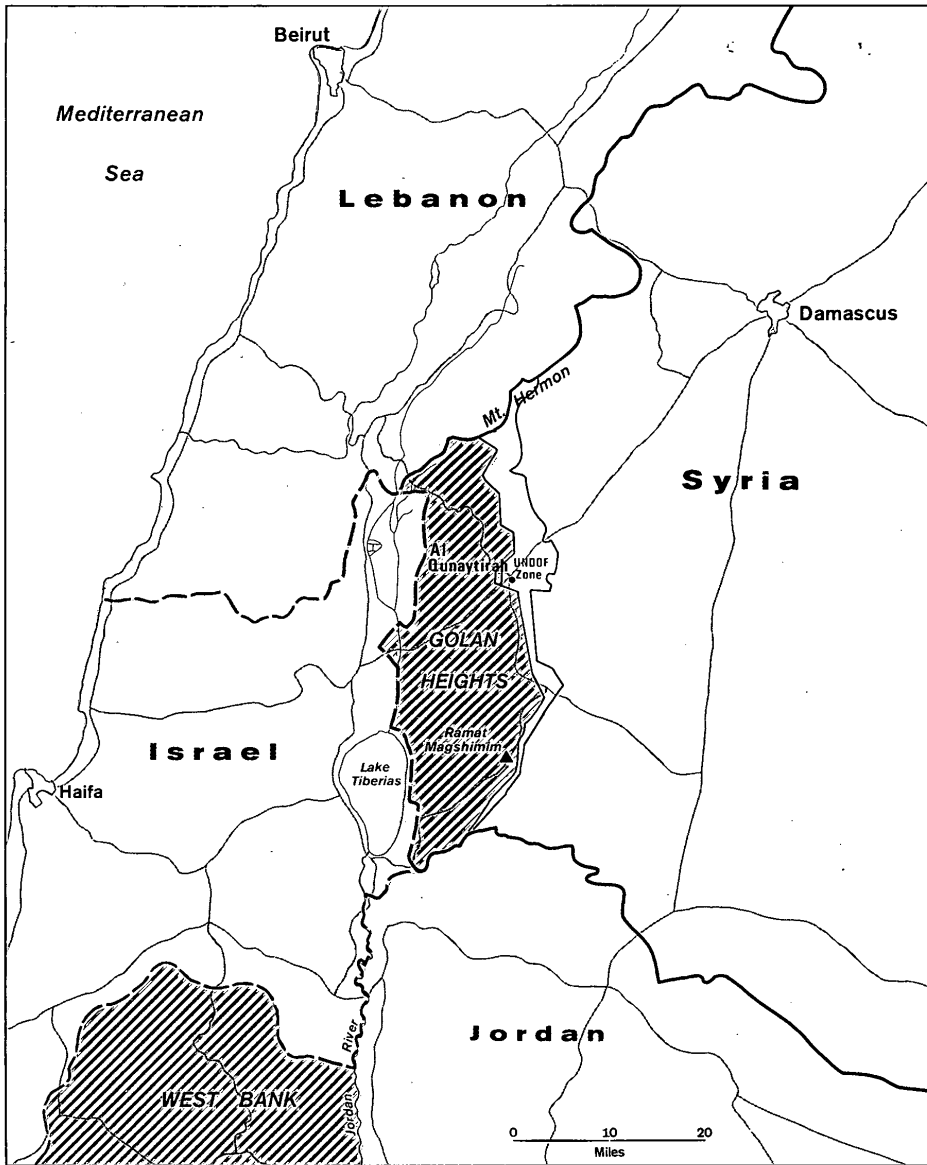 Beirut
Mediterranean
Sea
Lebanon
Damascus
Mt. Hermon
Syria
Al
Qunaytirah
UNDOF
Zone
GOLAN
HEIGHTS
Ramat
Magshimim
Israel
Lake
Tiberias
Haifa
Jordan
River
Jordan
WEST BANK
0 10 20
Miles